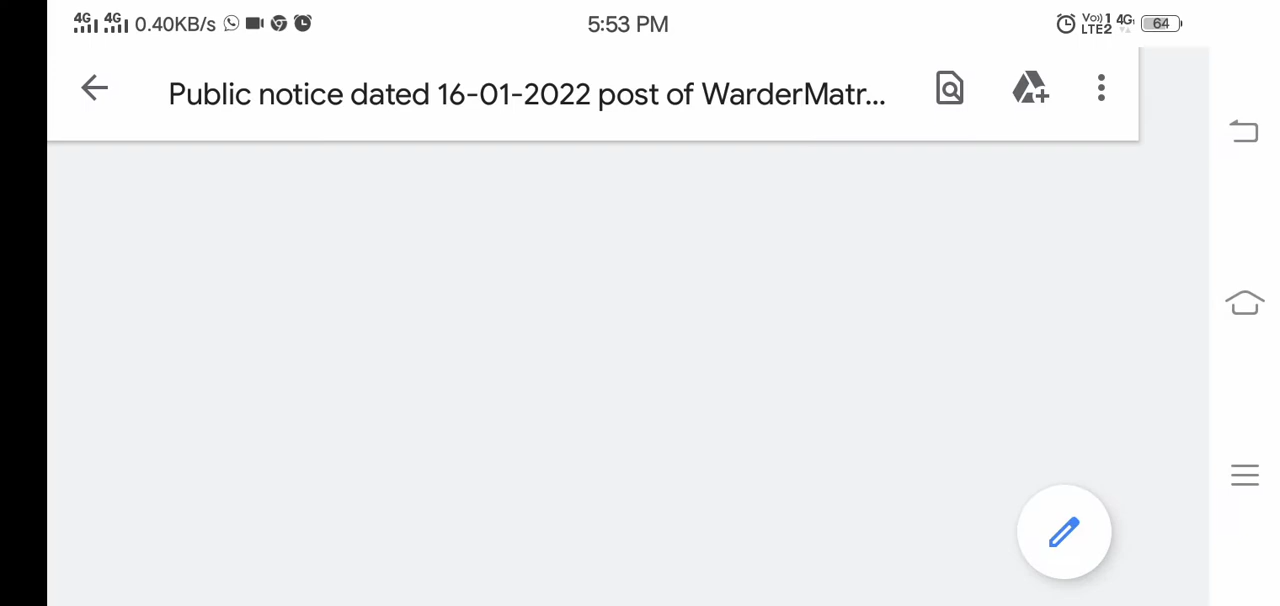 4G 4G 0.40KB/s 5:53 PM Vo)) 1 LTE2 4G 64
Public notice dated 16-01-2022 post of WarderMatr...